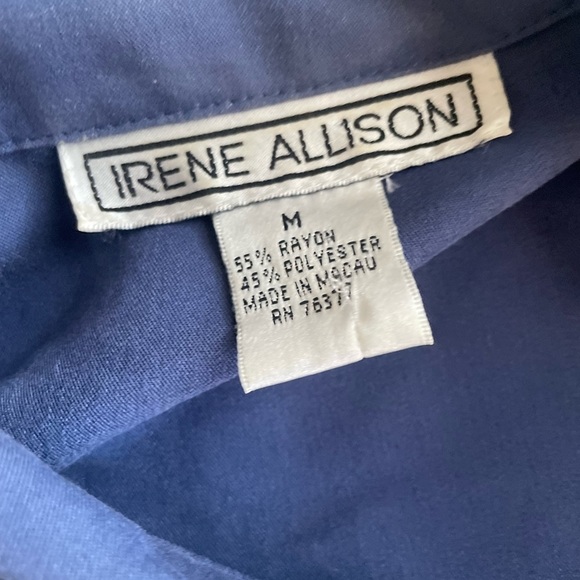 IRENE ALLISON
M
55% RAYON
45% POLYESTER
MADE IN MACAU
RN 76377